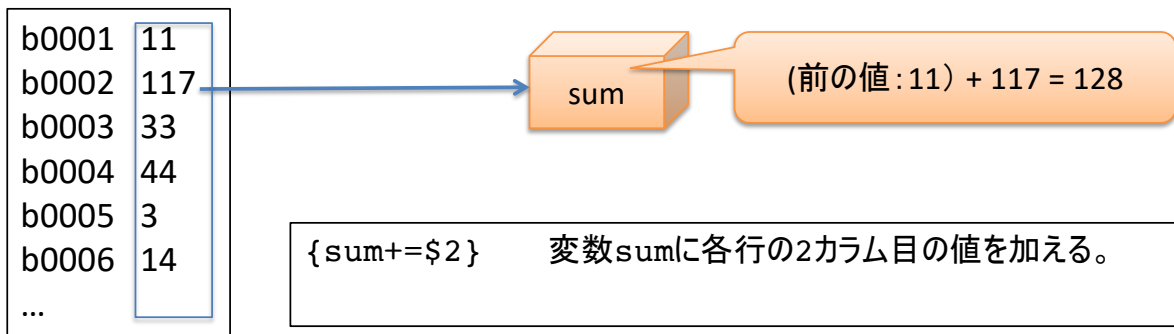 b0001 11
b0002 117
b0003 33
b0004 44
b0005 3
b0006 14
…
sum
(前の値:11) + 117 = 128
{sum+=$2} 変数sumに各行の2カラム目の値を加える。